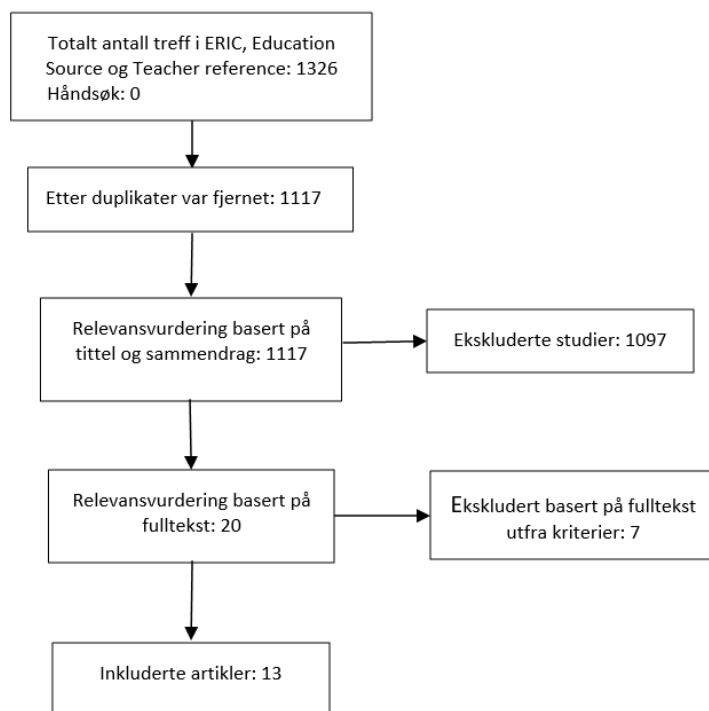 Totalt antall treff i ERIC, Education
Source og Teacher reference: 1326
Håndsøk: 0
Etter duplikater var fjernet: 1117
Relevansvurdering basert på
tittel og sammendrag: 1117
Ekskluderte studier: 1097
Relevansvurdering basert på
fulltekst: 20
Ekskludert basert på fulltekst
utfra kriterier: 7
Inkluderte artikler: 13